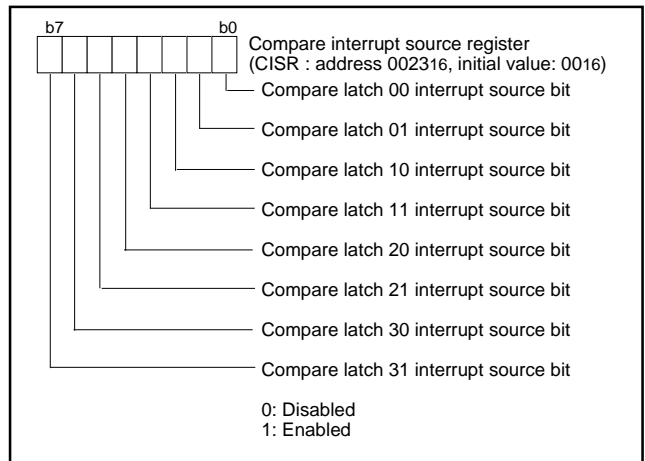 b7 b0
Compare interrupt source register
(CISR : address 002316, initial value: 0016)
Compare latch 00 interrupt source bit
Compare latch 01 interrupt source bit
Compare latch 10 interrupt source bit
Compare latch 11 interrupt source bit
Compare latch 20 interrupt source bit
Compare latch 21 interrupt source bit
Compare latch 30 interrupt source bit
Compare latch 31 interrupt source bit
0: Disabled
1: Enabled